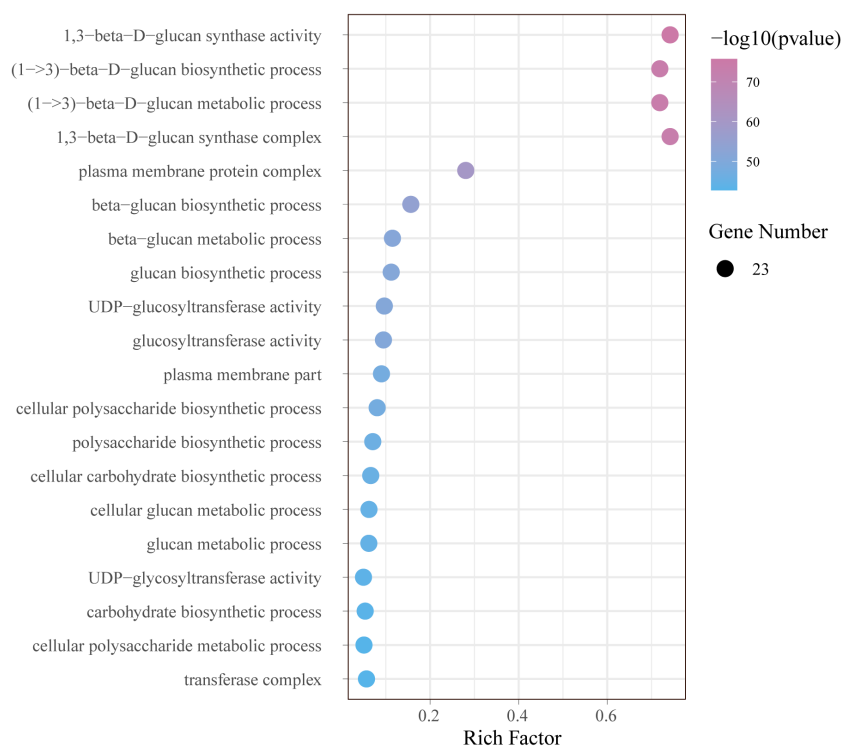 1,3−beta−D−glucan synthase activity
(1−>3)−beta−D−glucan biosynthetic process
(1−>3)−beta−D−glucan metabolic process
1,3−beta−D−glucan synthase complex
plasma membrane protein complex
beta−glucan biosynthetic process
beta−glucan metabolic process
glucan biosynthetic process
UDP−glucosyltransferase activity
glucosyltransferase activity
plasma membrane part
cellular polysaccharide biosynthetic process
polysaccharide biosynthetic process
cellular carbohydrate biosynthetic process
cellular glucan metabolic process
glucan metabolic process
UDP−glycosyltransferase activity
carbohydrate biosynthetic process
cellular polysaccharide metabolic process
transferase complex
0.2 0.4 0.6
Rich Factor
−log10(pvalue)
70
60
50
Gene Number
23